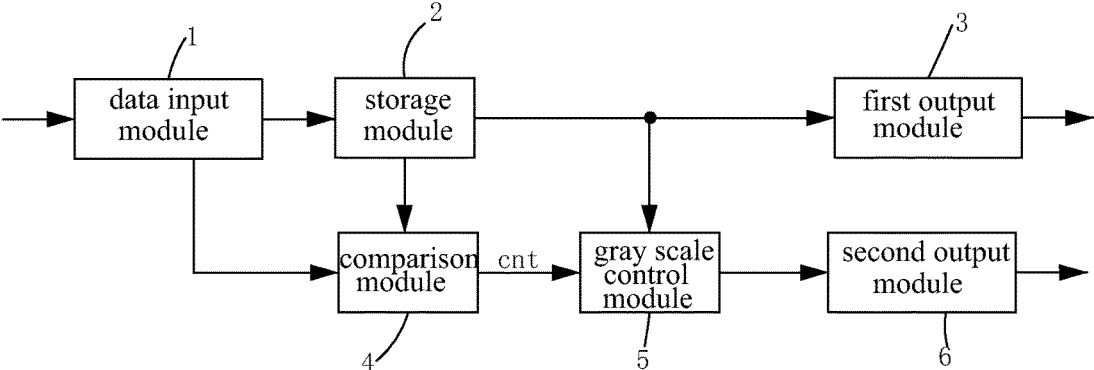 1
2
3
data input
module
storage
module
first output
module
comparison
module
cnt
gray scale
control
module
second output
module
4
5
6